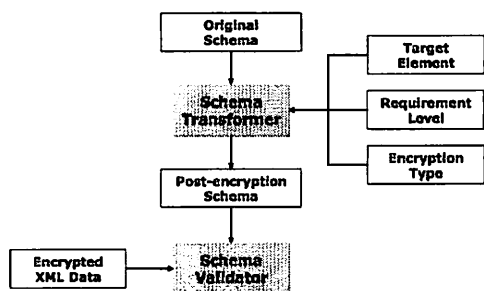 Original
Schema
Target
Element
Schema
Transformer
Requirement
Level
Encryption
Type
Post-encryption
Schema
Encrypted
XML Data
Schema
Validator